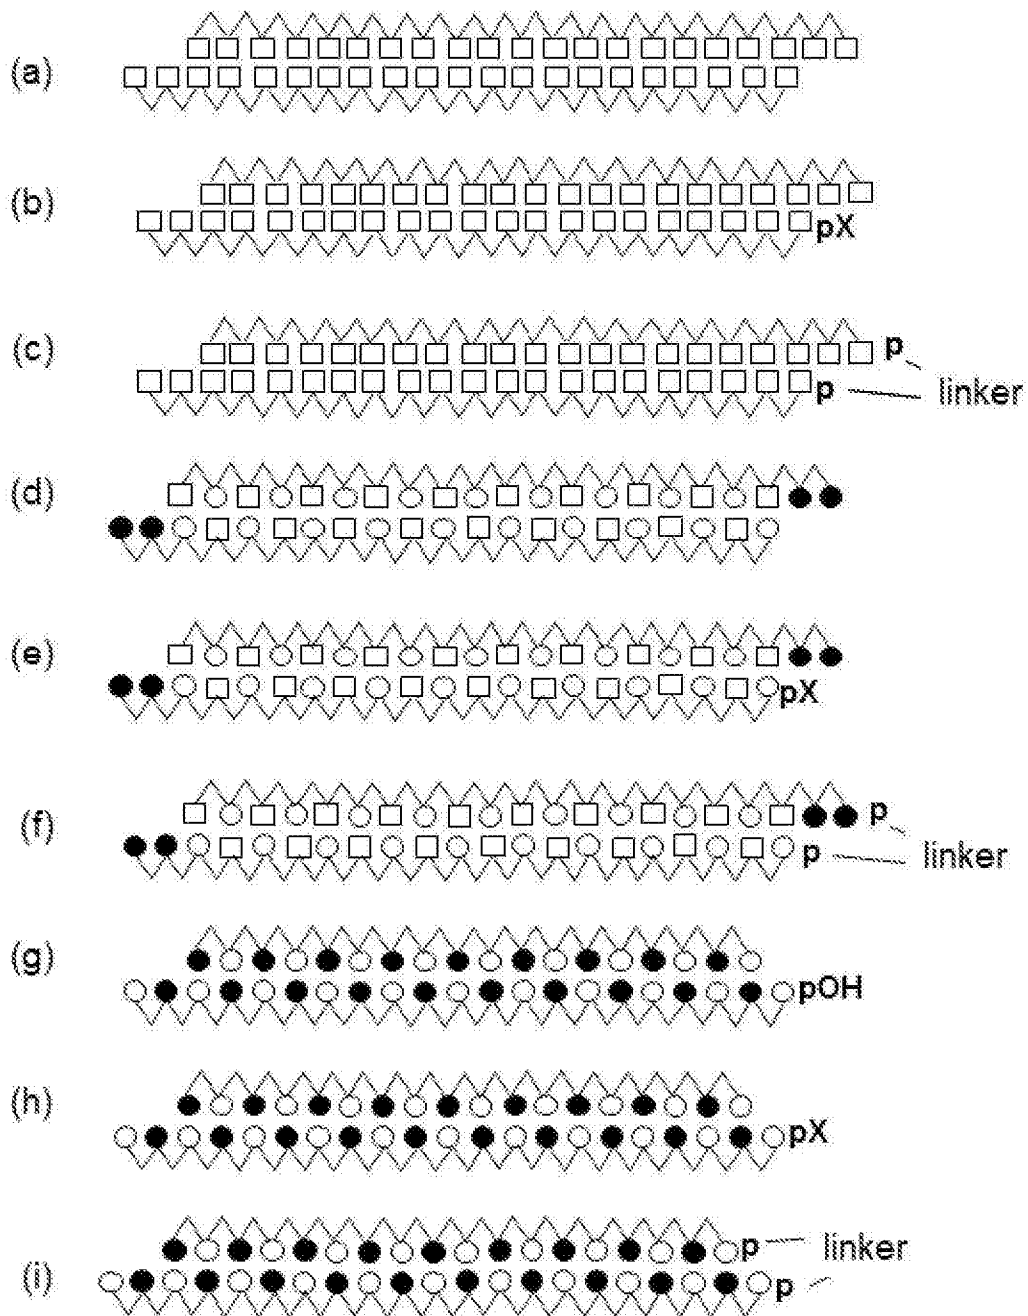 (a)
(b)
pX
(c)
p
p
linker
(d)
(e)
pX
(f)
p
p
linker
(g)
pOH
(h)
pX
(i)
p
linker
p